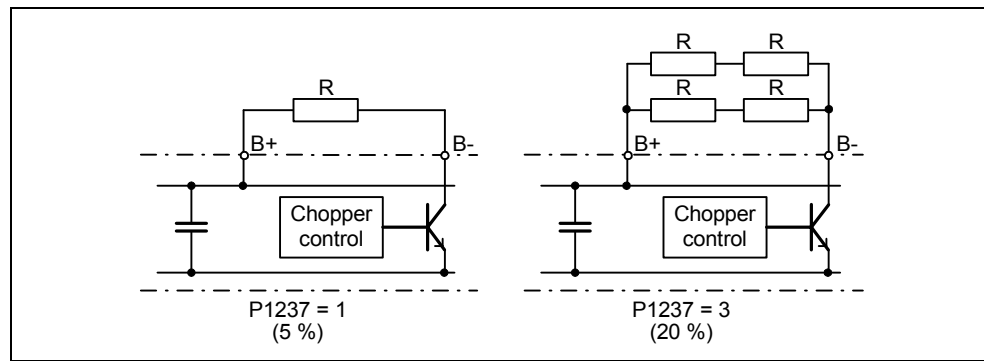 R
B+
B-
Chopper
control
P1237 = 1
(5 %)
R
R
R
R
B+
B-
Chopper
control
P1237 = 3
(20 %)